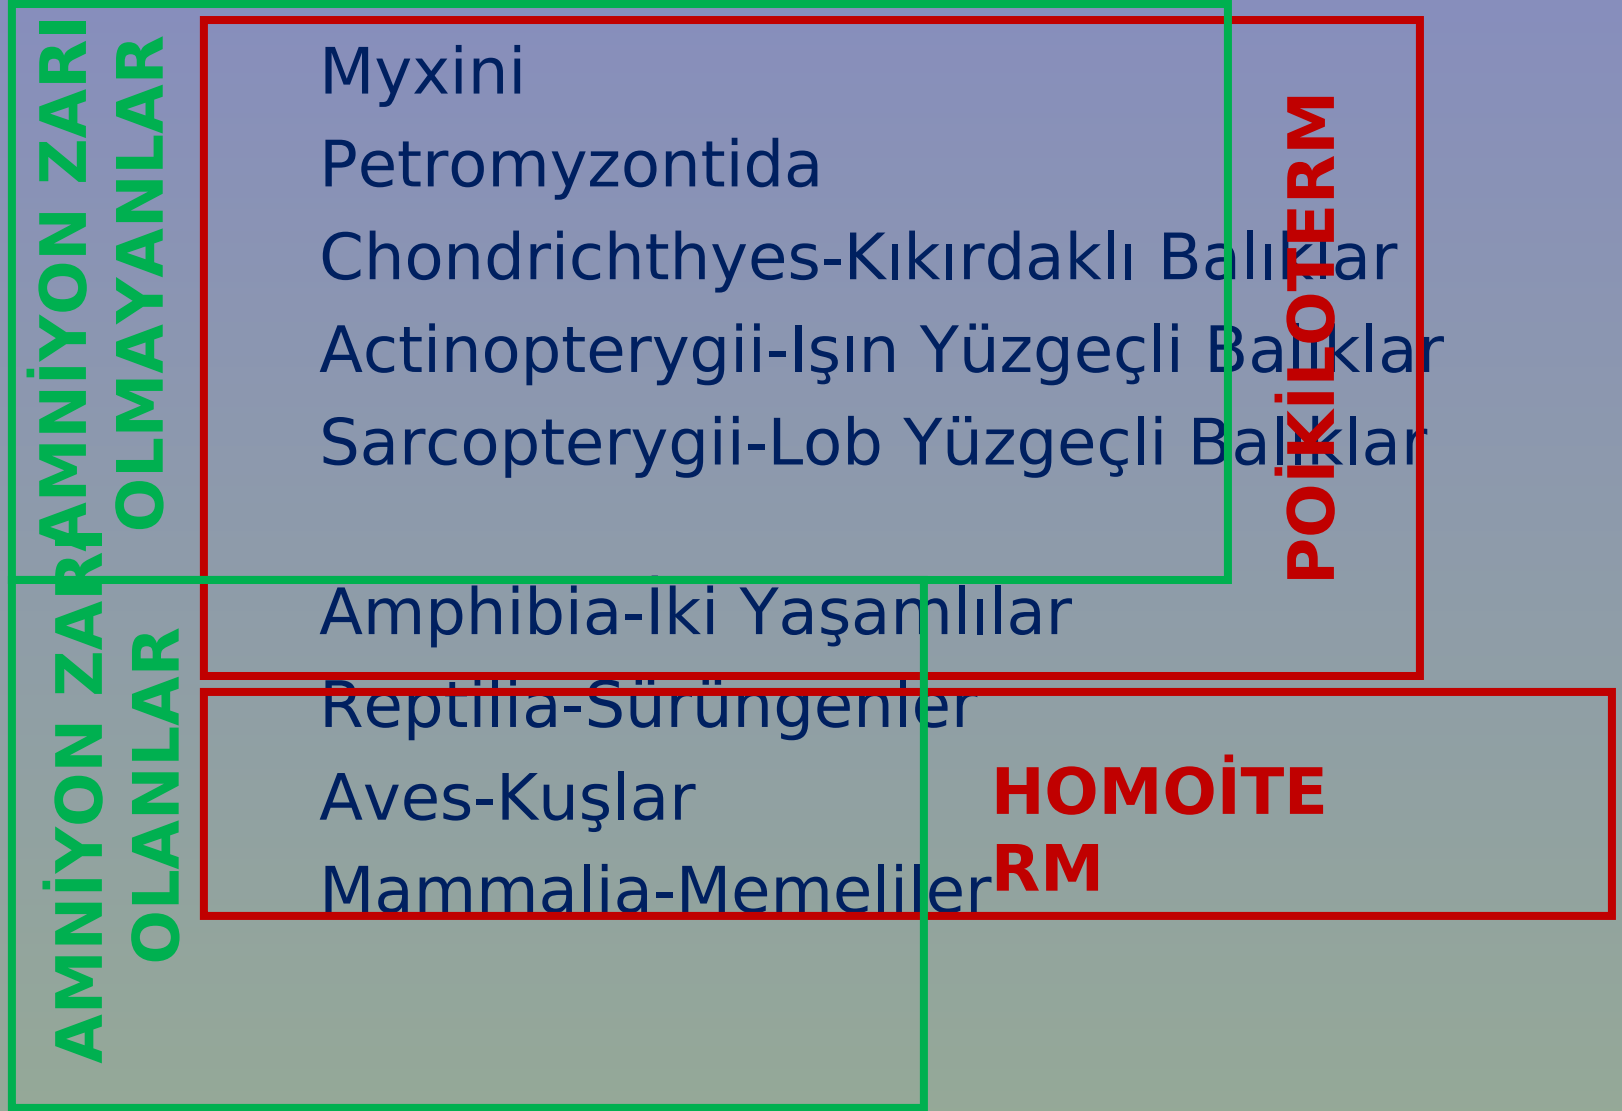 AMNİYON ZARI
OLMAYANLAR
Myxini
Petromyzontida
Chondrichthyes-Kıkırdaklı Balıklar
Actinopterygii-Işın Yüzgeçli Balıklar
Sarcopterygii-Lob Yüzgeçli Balıklar
POİKİLOTERM
AMNİYON ZARI
OLANLAR
Amphibia-İki Yaşamlılar
Reptilia-Sürüngenler
Aves-Kuşlar
Mammalia-Memeliler
HOMOİTE
RM